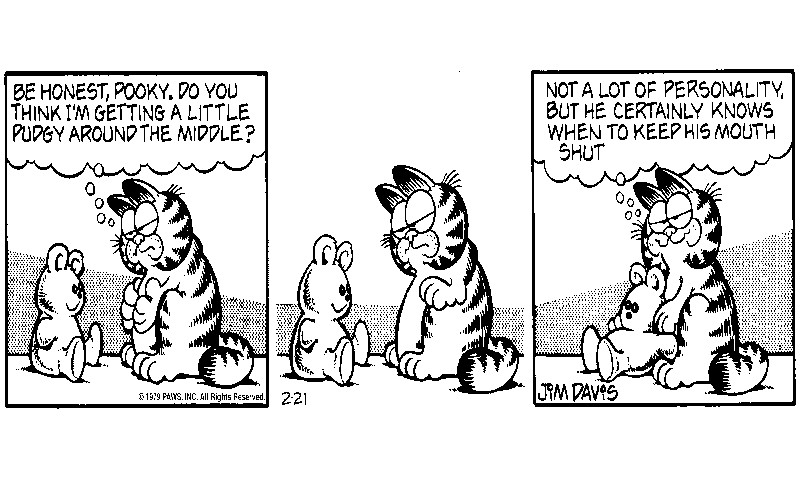 BE HONEST, POOKY. DO YOU
THINK I'M GETTING A LITTLE
PUDGY AROUND THE MIDDLE?
© 1979 PAWS, INC. All Rights Reserved.
2-21
NOT A LOT OF PERSONALITY,
BUT HE CERTAINLY KNOWS
WHEN TO KEEP HIS MOUTH
SHUT
JIM DAVIS